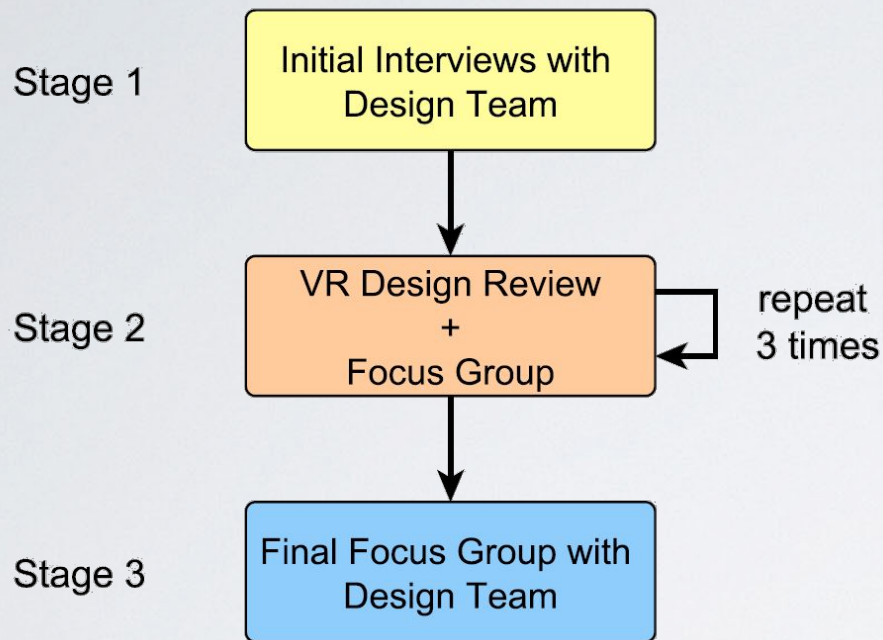 Stage 1
Initial Interviews with
Design Team
Stage 2
VR Design Review
+
Focus Group
repeat
3 times
Stage 3
Final Focus Group with
Design Team